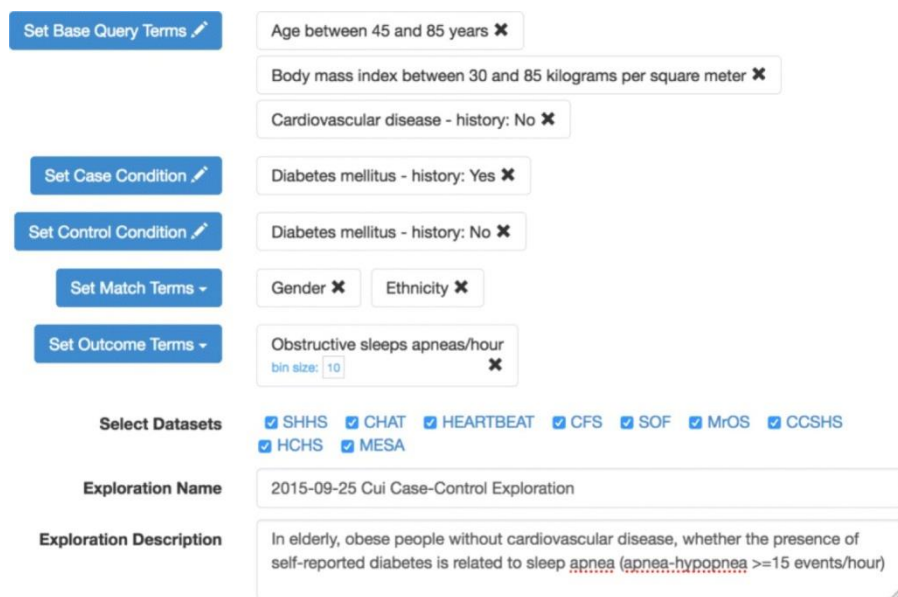 Set Base Query Terms
Age between 45 and 85 years ✖
Body mass index between 30 and 85 kilograms per square meter ✖
Cardiovascular disease - history: No ✖
Set Case Condition
Diabetes mellitus - history: Yes ✖
Set Control Condition
Diabetes mellitus - history: No ✖
Set Match Terms
Gender ✖ Ethnicity ✖
Set Outcome Terms
Obstructive sleeps apneas/hour
bin size: 10 ✖
Select Datasets
SHHS CHAT HEARTBEAT CFS SOF MrOS CCSHS
HCHS MESA
Exploration Name
2015-09-25 Cui Case-Control Exploration
Exploration Description
In elderly, obese people without cardiovascular disease, whether the presence of
self-reported diabetes is related to sleep apnea (apnea-hypopnea >=15 events/hour)